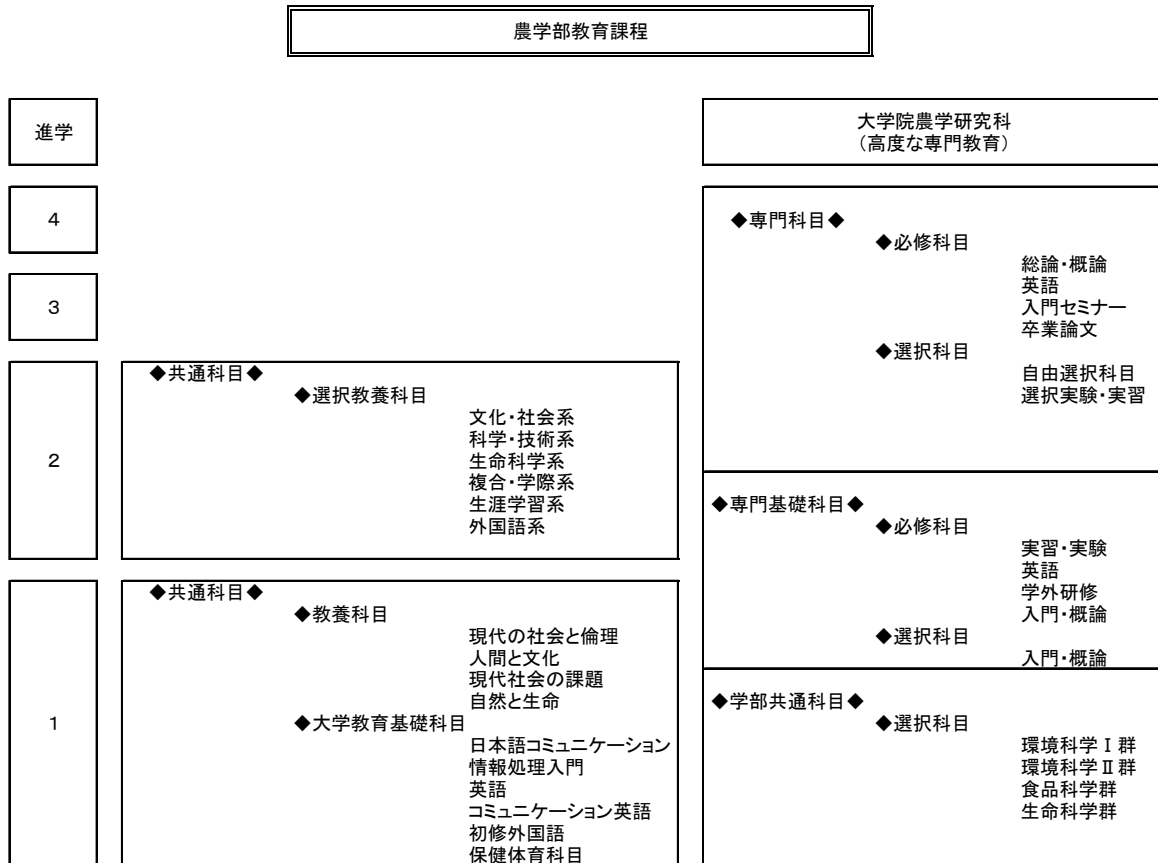 農学部教育課程
進学
大学院農学研究科
（高度な専門教育）
4
3
2
1
◆専門科目◆
◆必修科目
総論・概論
英語
入門セミナー
卒業論文
◆選択科目
自由選択科目
選択実験・実習
◆共通科目◆
◆選択教養科目
文化・社会系
科学・技術系
生命科学系
複合・学際系
生涯学習系
外国語系
◆専門基礎科目◆
◆必修科目
実習・実験
英語
学外研修
入門・概論
◆選択科目
入門・概論
◆共通科目◆
◆教養科目
現代の社会と倫理
人間と文化
現代社会の課題
自然と生命
◆大学教育基礎科目
日本語コミュニケーション
情報処理入門
英語
コミュニケーション英語
初修外国語
保健体育科目
◆学部共通科目◆
◆選択科目
環境科学Ⅰ群
環境科学Ⅱ群
食品科学群
生命科学群